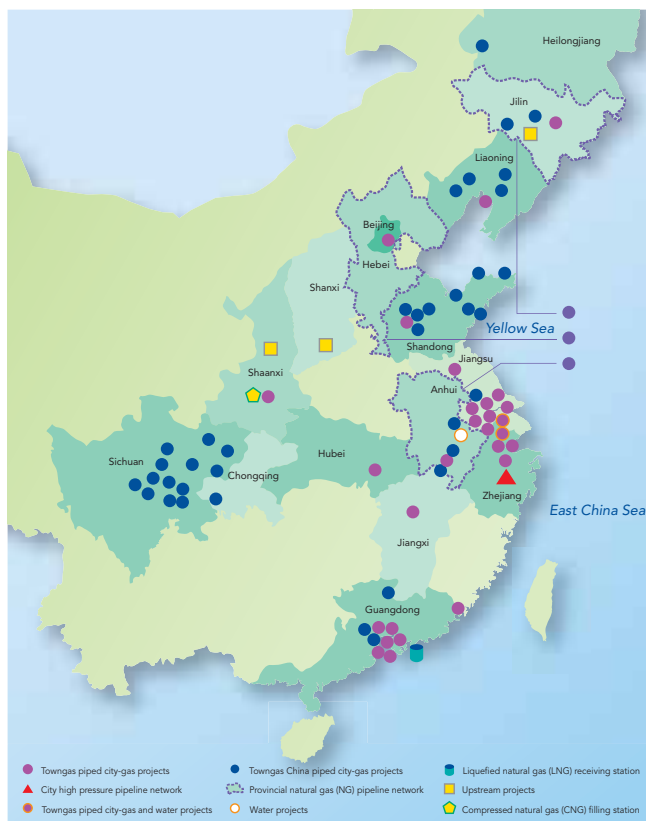 Heilongjiang
Jilin
Liaoning
Beijing
Hebei
Shanxi
Yellow Sea
Shandong
Jiangsu
Shaanxi
Anhui
Hubei
Sichuan
Chongqing
Zhejiang
East China Sea
Jiangxi
Guangdong
Towngas piped city-gas projects
Towngas China piped city-gas projects
Liquefied natural gas (LNG) receiving station
City high pressure pipeline network
Provincial natural gas (NG) pipeline network
Upstream projects
Towngas piped city-gas and water projects
Water projects
Compressed natural gas (CNG) filling station